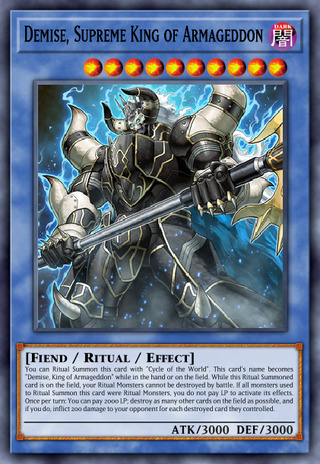 Demise, Supreme King of Armageddon
DARK
闇
[Fiend / Ritual / Effect]
You can Ritual Summon this card with "Cycle of the World". This card's name becomes
"Demise, King of Armageddon" while in the hand or on the field. While this Ritual Summoned
card is on the field, your Ritual Monsters cannot be destroyed by battle. If all monsters used
to Ritual Summon this card were Ritual Monsters, you do not pay LP to activate its effects.
Once per turn: You can pay 2000 LP; destroy as many other cards on the field as possible, and
if you do, inflict 200 damage to your opponent for each destroyed card they controlled.
ATK/3000 DEF/3000